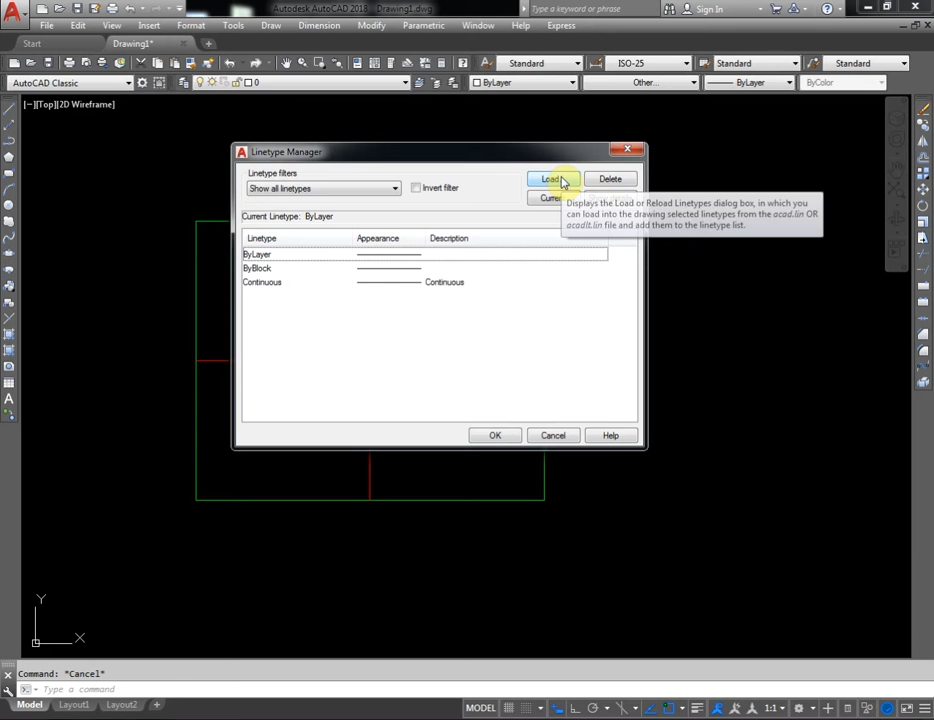 Autodesk AutoCAD 2018 Drawing1.dwg
Type a keyword or phrase
Sign In
File Edit View Insert Format Tools Draw Dimension Modify Parametric Window Help Express
Start Drawing1*
Standard ISO-25 Standard Standard
AutoCAD Classic 0 ByLayer Other... ByLayer ByColor
[−][Top][2D Wireframe]
Linetype Manager
Linetype filters
Show all linetypes Invert filter Load... Delete
Current Linetype: ByLayer
Displays the Load or Reload Linetypes dialog box, in which you
can load into the drawing selected linetypes from the acad.lin OR
acadlt.lin file and add them to the linetype list.
Linetype Appearance Description
ByLayer
ByBlock
Continuous Continuous
OK Cancel Help
Y
X
Command: *Cancel*
Type a command
Model Layout1 Layout2 +
MODEL 1:1